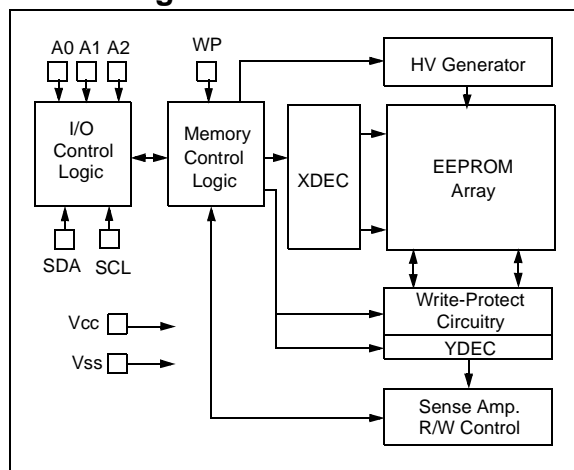 A0 A1 A2
WP
HV Generator
I/O
Control
Logic
Memory
Control
Logic
XDEC
EEPROM
Array
SDA
SCL
Write-Protect
Circuitry
YDEC
Vcc
Vss
Sense Amp.
R/W Control